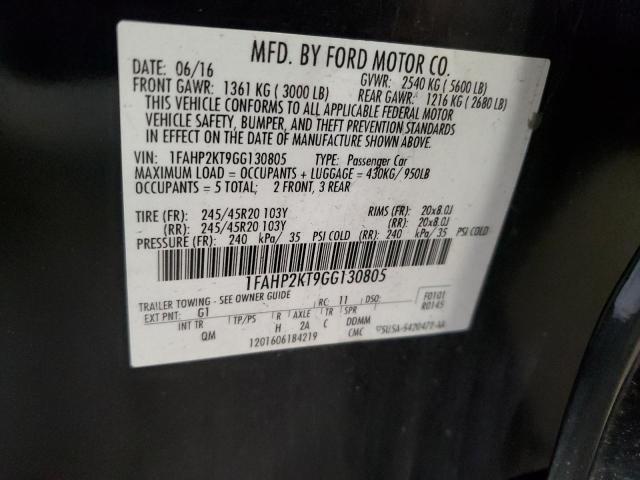 MFD. BY FORD MOTOR CO.
DATE: 06/16 GVWR: 2540 KG ( 5600 LB)
FRONT GAWR: 1361 KG ( 3000 LB) REAR GAWR: 1216 KG ( 2680 LB)
THIS VEHICLE CONFORMS TO ALL APPLICABLE FEDERAL MOTOR
VEHICLE SAFETY, BUMPER, AND THEFT PREVENTION STANDARDS
IN EFFECT ON THE DATE OF MANUFACTURE SHOWN ABOVE.
VIN: 1FAHP2KT9GG130805 TYPE: Passenger Car
MAXIMUM LOAD = OCCUPANTS + LUGGAGE = 430KG/950LB
OCCUPANTS = 5 TOTAL; 2 FRONT, 3 REAR
TIRE (FR): 245/45R20 103Y RIMS (FR): 20x8.0J
(RR): 245/45R20 103Y (RR): 20x8.0J
PRESSURE (FR): 240 kPa/ 35 PSI COLD (RR): 240 kPa/ 35 PSI COLD
1FAHP2KT9GG130805
TRAILER TOWING - SEE OWNER GUIDE RC: 11 DSO: F0101
EXT PNT: G1 R0145
INT TR TP/PS R AXLE TR SPR
QM H 2A C DDMM
1201606184219 CMC